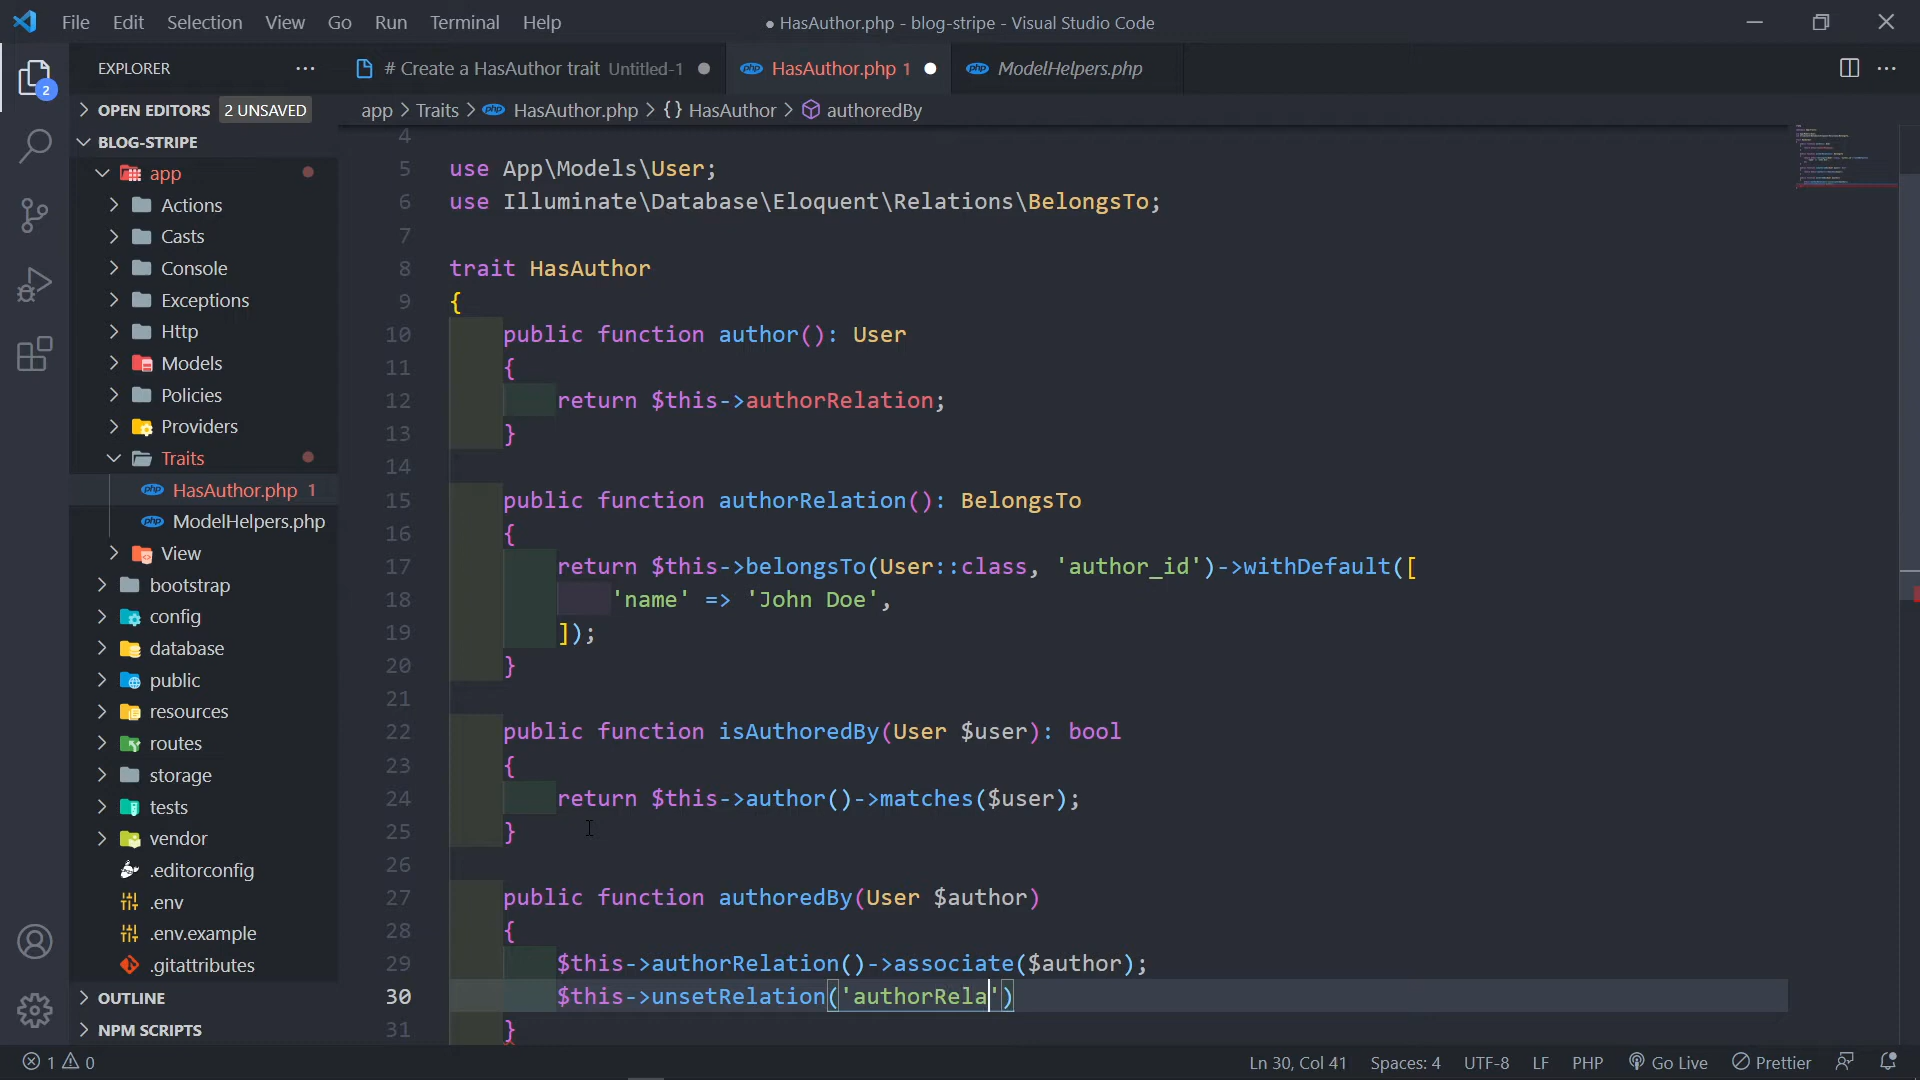 File Edit Selection View Go Run Terminal Help
● HasAuthor.php - blog-stripe - Visual Studio Code
EXPLORER
# Create a HasAuthor trait Untitled-1
HasAuthor.php 1
ModelHelpers.php
OPEN EDITORS 2 UNSAVED
app > Traits > HasAuthor.php > {} HasAuthor > authoredBy
BLOG-STRIPE
app
Actions
Casts
Console
Exceptions
Http
Models
Policies
Providers
Traits
HasAuthor.php 1
ModelHelpers.php
View
bootstrap
config
database
public
resources
routes
storage
tests
vendor
.editorconfig
.env
.env.example
.gitattributes
OUTLINE
NPM SCRIPTS
2
4
5 use App\Models\User;
6 use Illuminate\Database\Eloquent\Relations\BelongsTo;
7
8 trait HasAuthor
9 {
10 public function author(): User
11 {
12 return $this->authorRelation;
13 }
14
15 public function authorRelation(): BelongsTo
16 {
17 return $this->belongsTo(User::class, 'author_id')->withDefault([
18 'name' => 'John Doe',
19 ]);
20 }
21
22 public function isAuthoredBy(User $user): bool
23 {
24 return $this->author()->matches($user);
25 }
26
27 public function authoredBy(User $author)
28 {
29 $this->authorRelation()->associate($author);
30 $this->unsetRelation('authorRela')
31 }
1 0
Ln 30, Col 41 Spaces: 4 UTF-8 LF PHP Go Live Prettier